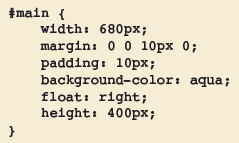 #main {
    width: 680px;
    margin: 0 0 10px 0;
    padding: 10px;
    background-color: aqua;
    float: right;
    height: 400px;
}